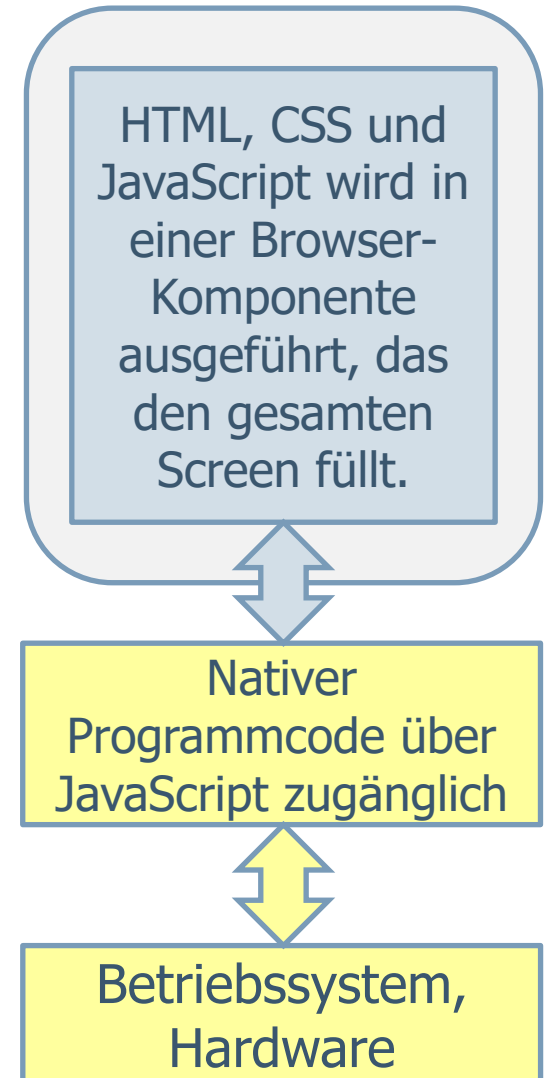 HTML, CSS und
JavaScript wird in
einer Browser-
Komponente
ausgeführt, das
den gesamten
Screen füllt.
Nativer
Programmcode über
JavaScript zugänglich
Betriebssystem,
Hardware